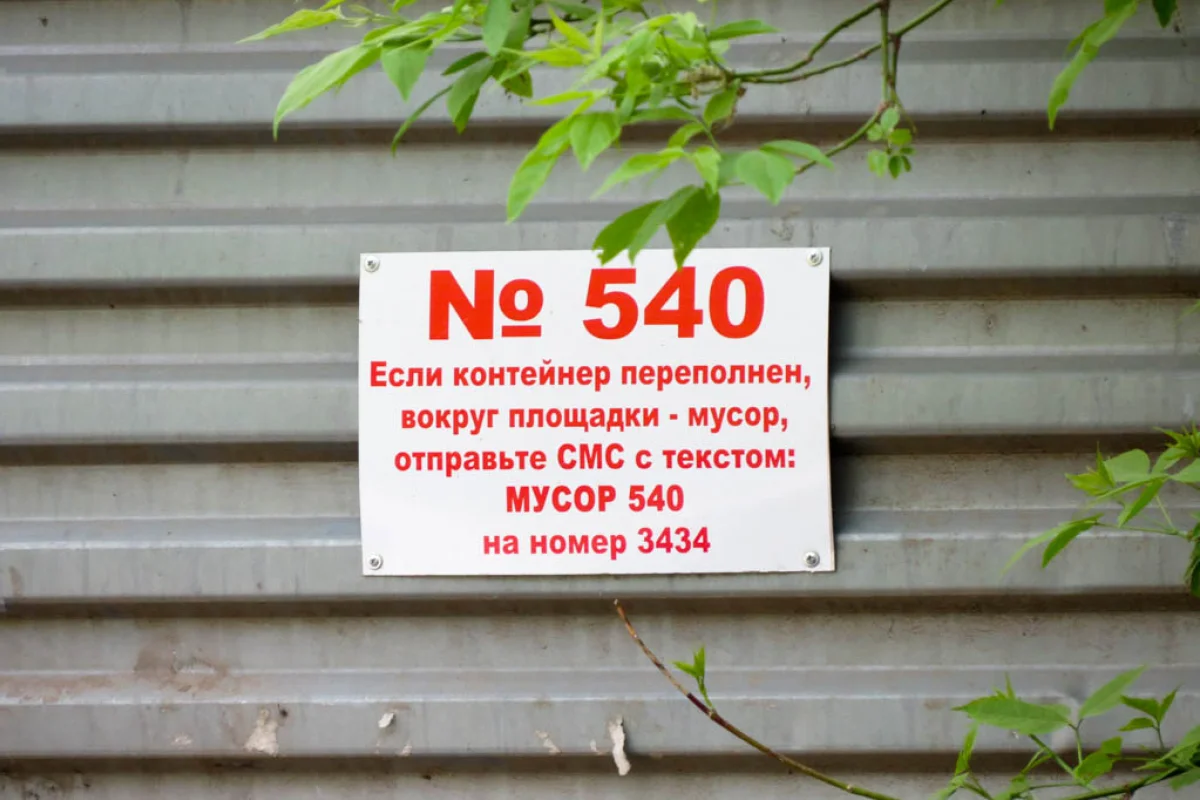 № 540
Если контейнер переполнен,
вокруг площадки - мусор,
отправьте СМС с текстом:
МУСОР 540
на номер 3434